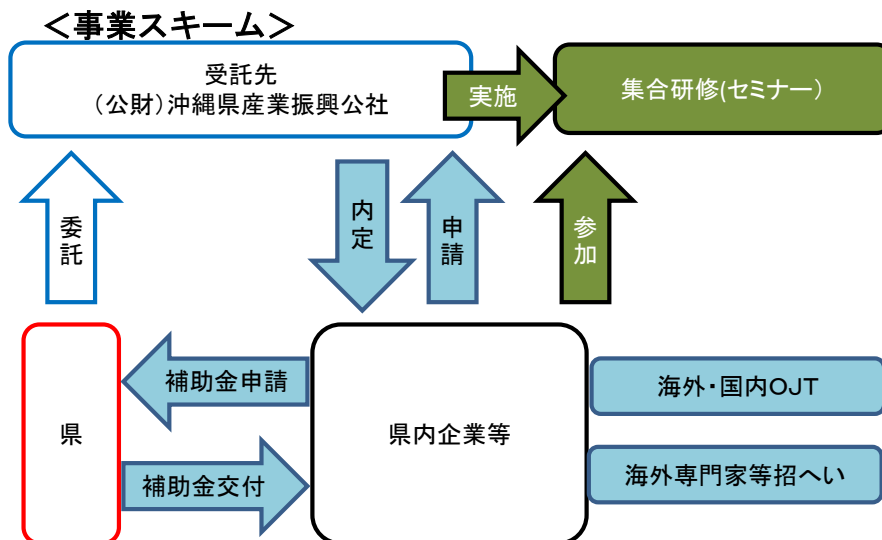 ＜事業スキーム＞
受託先
（公財）沖縄県産業振興公社
実施
集合研修(セミナー）
委託
内定
申請
参加
県
補助金申請
補助金交付
県内企業等
海外・国内OJT
海外専門家等招へい